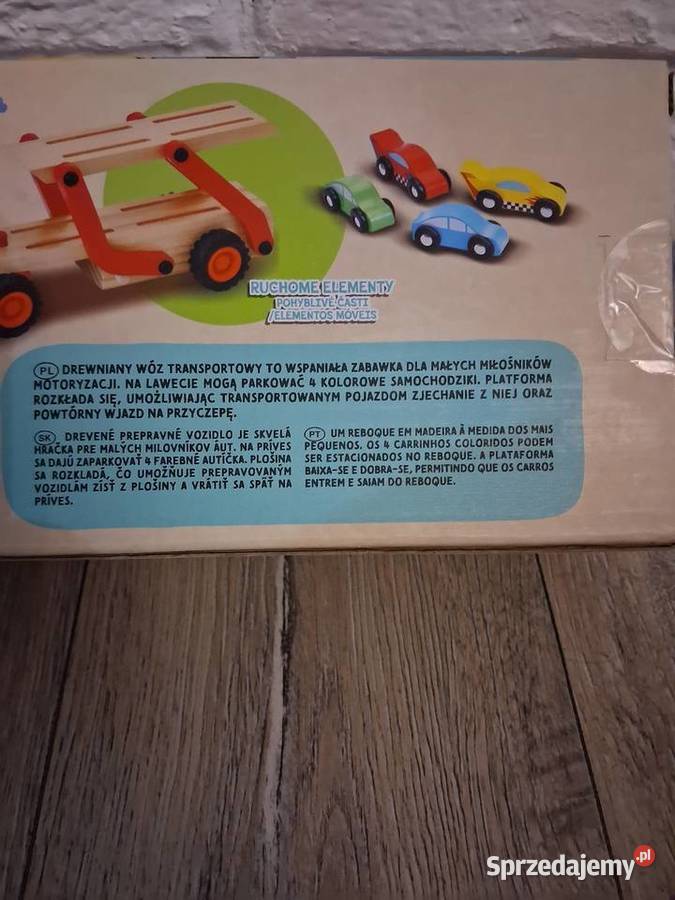 RUCHOME ELEMENTY
POHYBLIVÉ ČASTI
/ELEMENTOS MÓVEIS
PL DREWNIANY WÓZ TRANSPORTOWY TO WSPANIAŁA ZABAWKA DLA MAŁYCH MIŁOŚNIKÓW
MOTORYZACJI. NA LAWECIE MOGĄ PARKOWAĆ 4 KOLOROWE SAMOCHODZIKI. PLATFORMA
ROZKŁADA SIĘ, UMOŻLIWIAJĄC TRANSPORTOWANYM POJAZDOM ZJECHANIE Z NIEJ ORAZ
POWTÓRNY WJAZD NA PRZYCZEPĘ.
SK DREVENÉ PREPRAVNÉ VOZIDLO JE SKVELÁ
HRAČKA PRE MALÝCH MILOVNÍKOV ÁUT. NA PRÍVES
SA DAJÚ ZAPARKOVAŤ 4 FAREBNÉ AUTÍČKA. PLOŠINA
SA ROZKLADÁ, ČO UMOŽŇUJE PREPRAVOVANÝM
VOZIDLÁM ZÍSŤ Z PLOŠINY A VRÁTIŤ SA SPÄŤ NA
PRÍVES.
PT UM REBOQUE EM MADEIRA À MEDIDA DOS MAIS
PEQUENOS. OS 4 CARRINHOS COLORIDOS PODEM
SER ESTACIONADOS NO REBOQUE. A PLATAFORMA
BAIXA-SE E DOBRA-SE, PERMITINDO QUE OS CARROS
ENTREM E SAIAM DO REBOQUE.
Sprzedajemy.pl